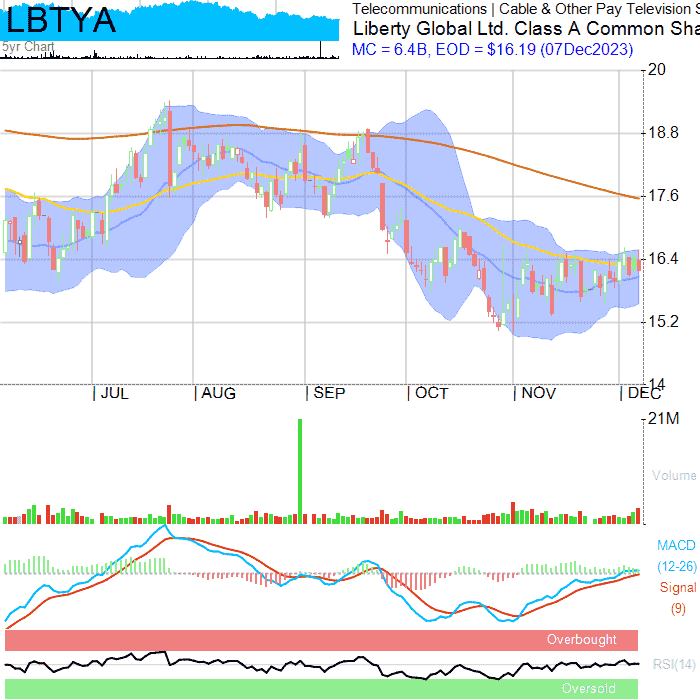 LBTYA
5yr Chart
Telecommunications | Cable & Other Pay Television S
Liberty Global Ltd. Class A Common Sha
MC = 6.4B, EOD = $16.19 (07Dec2023)
20
18.8
17.6
16.4
15.2
14
JUL
AUG
SEP
OCT
NOV
DEC
21M
Volume
MACD
(12-26)
Signal
(9)
Overbought
RSI(14)
Oversold